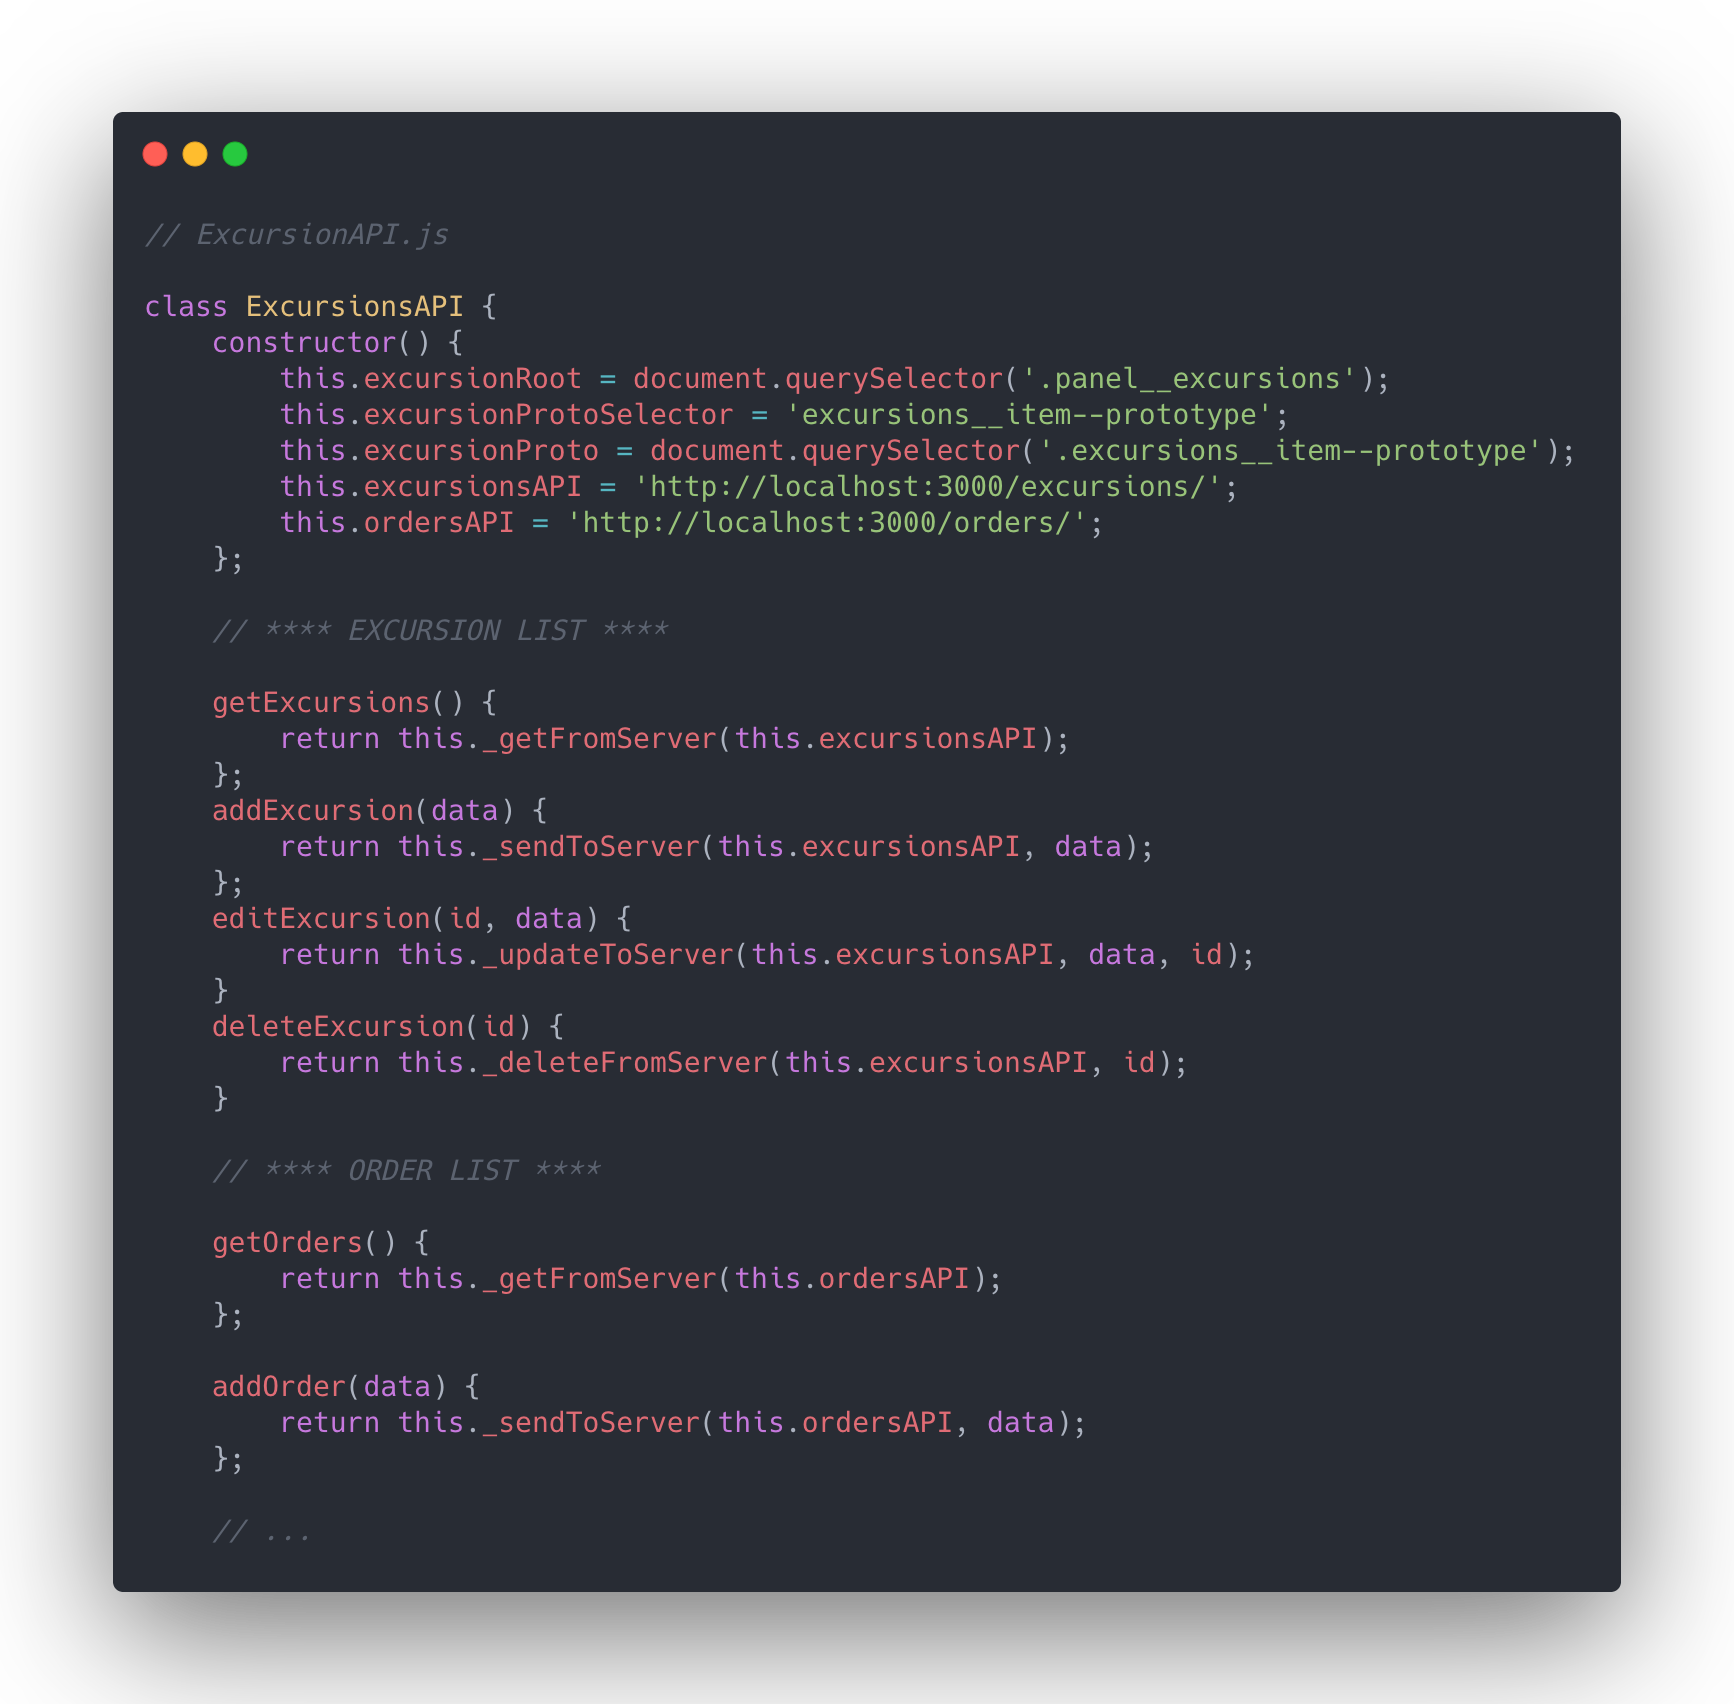 // ExcursionAPI.js
class ExcursionsAPI {
    constructor() {
        this.excursionRoot = document.querySelector('.panel__excursions');
        this.excursionProtoSelector = 'excursions__item--prototype';
        this.excursionProto = document.querySelector('.excursions__item--prototype');
        this.excursionsAPI = 'http://localhost:3000/excursions/';
        this.ordersAPI = 'http://localhost:3000/orders/';
    };
    // **** EXCURSION LIST ****
    getExcursions() {
        return this._getFromServer(this.excursionsAPI);
    };
    addExcursion(data) {
        return this._sendToServer(this.excursionsAPI, data);
    };
    editExcursion(id, data) {
        return this._updateToServer(this.excursionsAPI, data, id);
    }
    deleteExcursion(id) {
        return this._deleteFromServer(this.excursionsAPI, id);
    }
    // **** ORDER LIST ****
    getOrders() {
        return this._getFromServer(this.ordersAPI);
    };
    addOrder(data) {
        return this._sendToServer(this.ordersAPI, data);
    };
    // ...